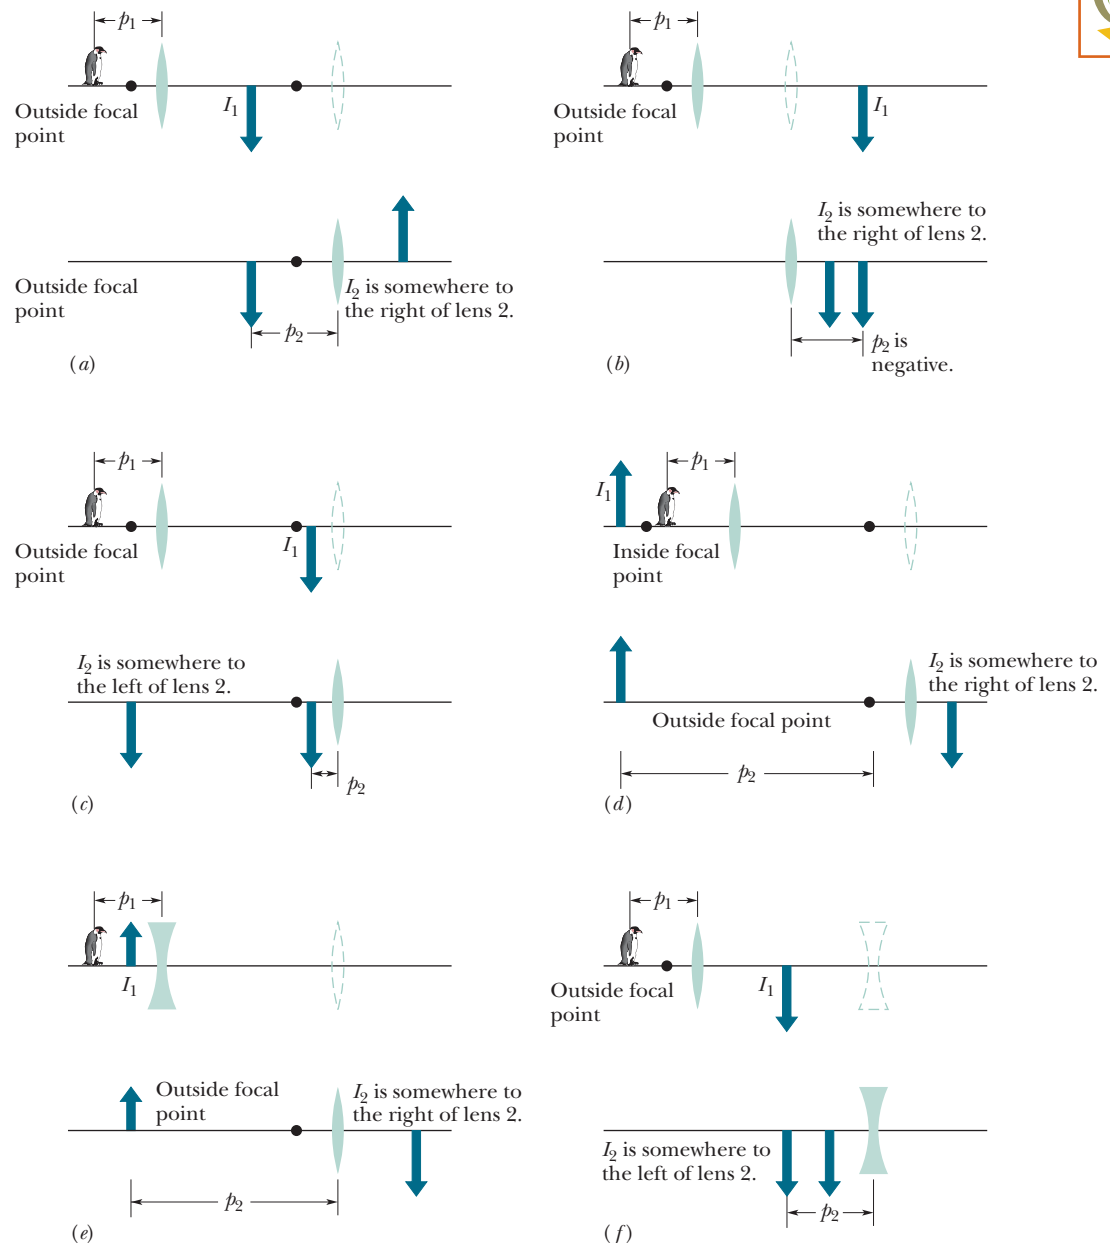 p1
Outside focal
point
I1
Outside focal
point
I2 is somewhere to
the right of lens 2.
p2
(a)
p1
Outside focal
point
I1
I2 is somewhere to
the right of lens 2.
p2 is
negative.
(b)
p1
Outside focal
point
I1
I2 is somewhere to
the left of lens 2.
p2
(c)
I1
p1
Inside focal
point
I2 is somewhere to
the right of lens 2.
Outside focal point
p2
(d)
p1
I1
Outside focal
point
I2 is somewhere to
the right of lens 2.
p2
(e)
p1
Outside focal
point
I1
I2 is somewhere to
the left of lens 2.
p2
(f)